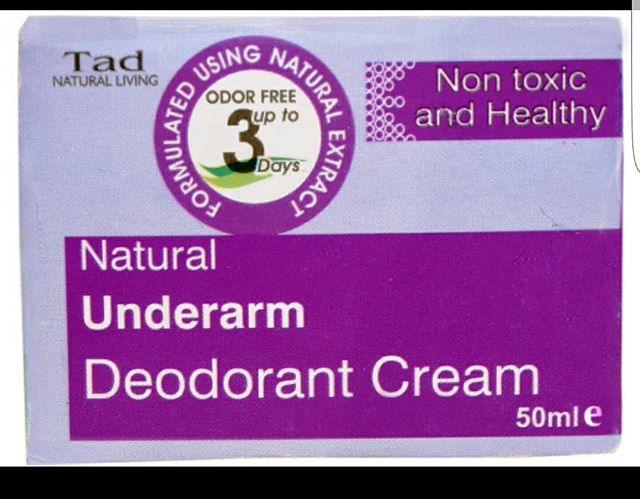 Tad
NATURAL LIVING
FORMULATED USING NATURAL EXTRACT
ODOR FREE
up to
3
Days
Non toxic
and Healthy
Natural
Underarm
Deodorant Cream
50ml e